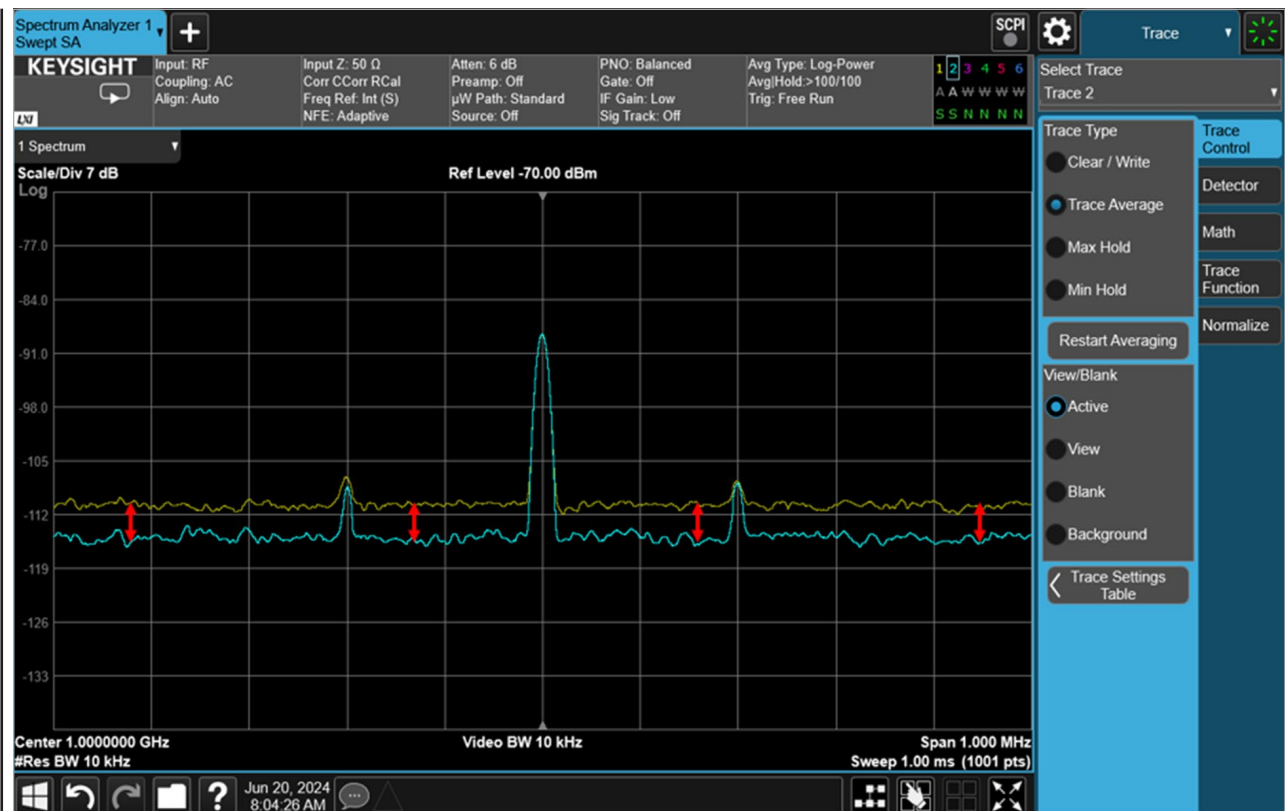 Spectrum Analyzer 1
Swept SA
+
SCPI
Trace
KEYSIGHT
LXI
Input: RF
Coupling: AC
Align: Auto
Input Z: 50 Ω
Corr CCorr RCal
Freq Ref: Int (S)
NFE: Adaptive
Atten: 6 dB
Preamp: Off
µW Path: Standard
Source: Off
PNO: Balanced
Gate: Off
IF Gain: Low
Sig Track: Off
Avg Type: Log-Power
Avg|Hold:>100/100
Trig: Free Run
1 2 3 4 5 6
A A W W W W
S S N N N N
Select Trace
Trace 2
1 Spectrum
Scale/Div 7 dB
Ref Level -70.00 dBm
Log
-77.0
-84.0
-91.0
-98.0
-105
-112
-119
-126
-133
Center 1.0000000 GHz
#Res BW 10 kHz
Video BW 10 kHz
Span 1.000 MHz
Sweep 1.00 ms (1001 pts)
Trace Type
Clear / Write
Trace Average
Max Hold
Min Hold
Restart Averaging
View/Blank
Active
View
Blank
Background
Trace Settings
Table
Trace
Control
Detector
Math
Trace
Function
Normalize
?
Jun 20, 2024
8:04:26 AM